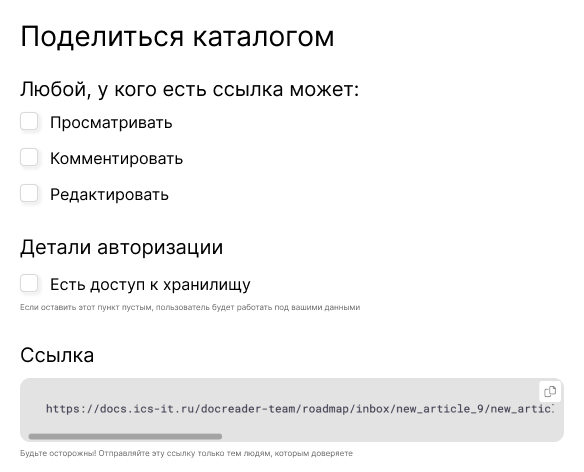 Поделиться каталогом
Любой, у кого есть ссылка может:
Просматривать
Комментировать
Редактировать
Детали авторизации
Есть доступ к хранилищу
Если оставить этот пункт пустым, пользователь будет работать под вашими данными
Ссылка
https://docs.ics-it.ru/docreader-team/roadmap/inbox/new_article_9/new_artic
Будьте осторожны! Отправляйте эту ссылку только тем людям, которым доверяете